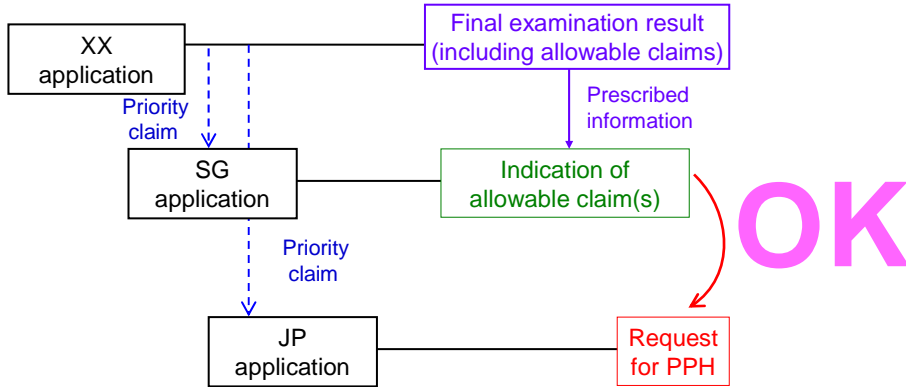 XX
application
Final examination result
(including allowable claims)
Priority
claim
Prescribed
information
SG
application
Indication of
allowable claim(s)
OK
Priority
claim
JP
application
Request
for PPH